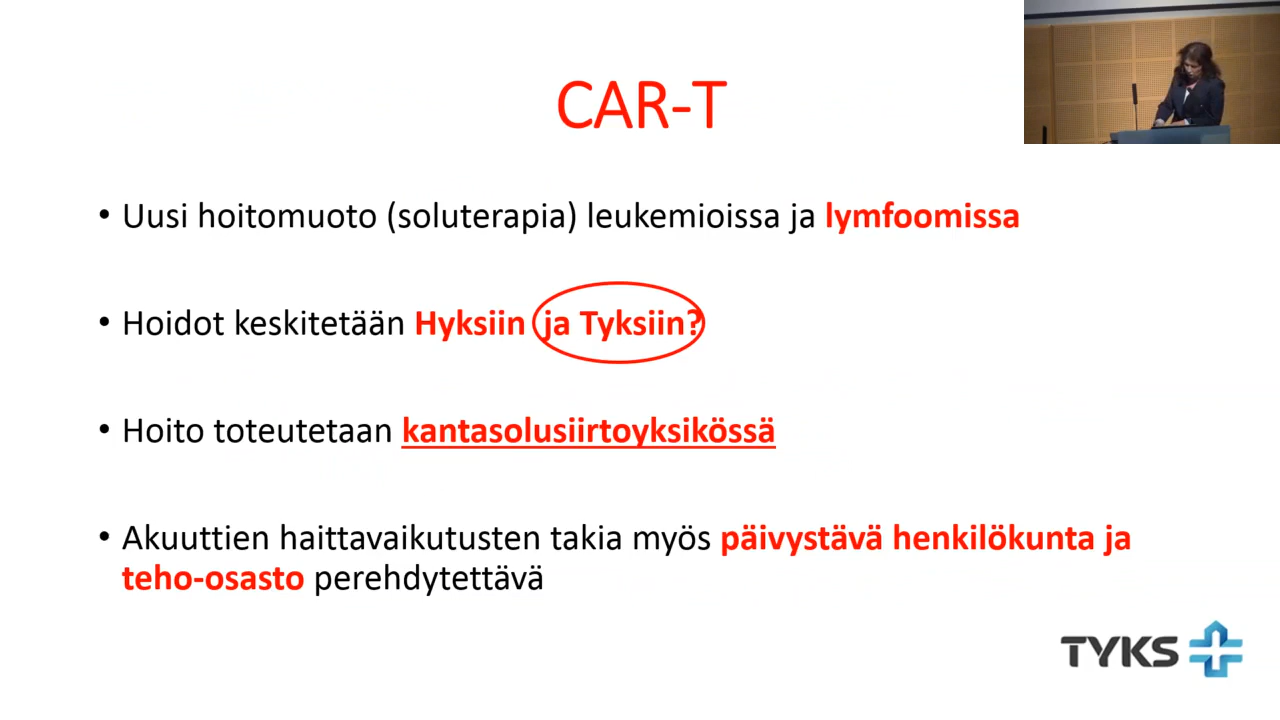 CAR-T
• Uusi hoitomuoto (soluterapia) leukemioissa ja lymfoomissa
• Hoidot keskitetään Hyksiin ja Tyksiin?
• Hoito toteutetaan kantasolusiirtoyksikössä
• Akuuttien haittavaikutusten takia myös päivystävä henkilökunta ja
teho-osasto perehdytettävä
TYKS